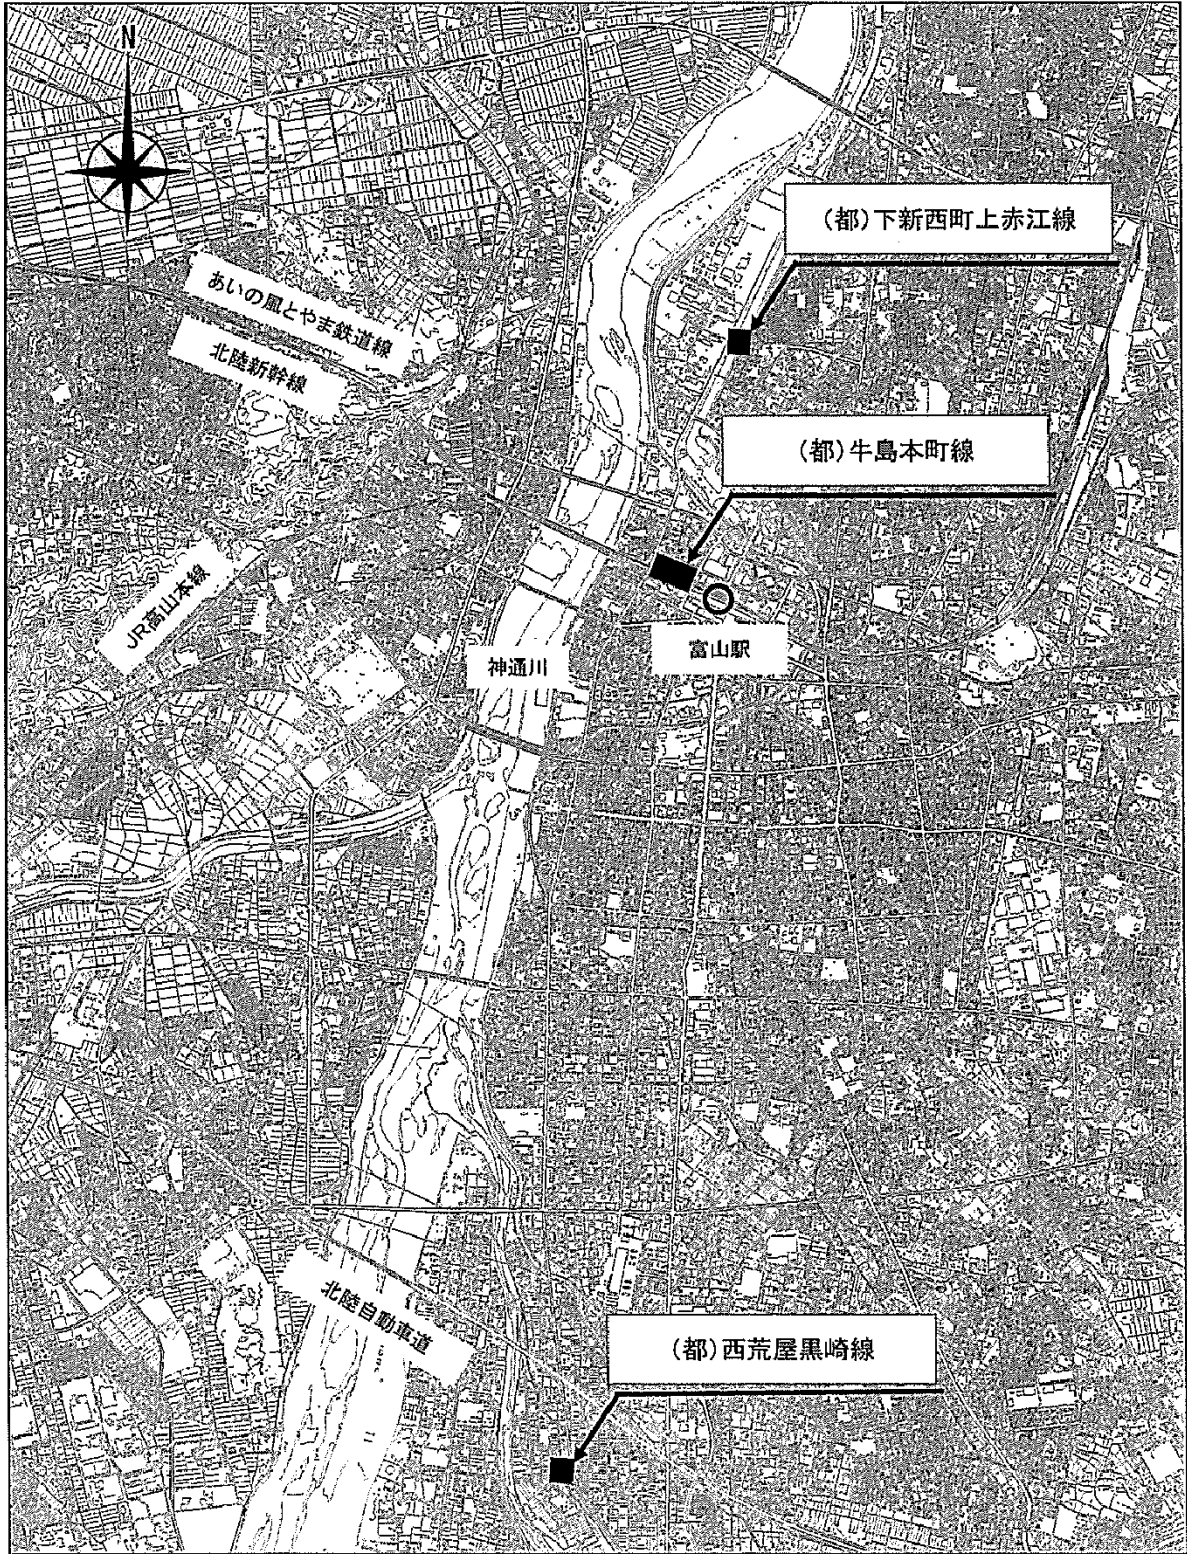 N
(都)下新西町上赤江線
あいの風とやま鉄道線
北陸新幹線
(都)牛島本町線
JR高山本線
神通川
富山駅
北陸自動車道
(都)西荒屋黒崎線